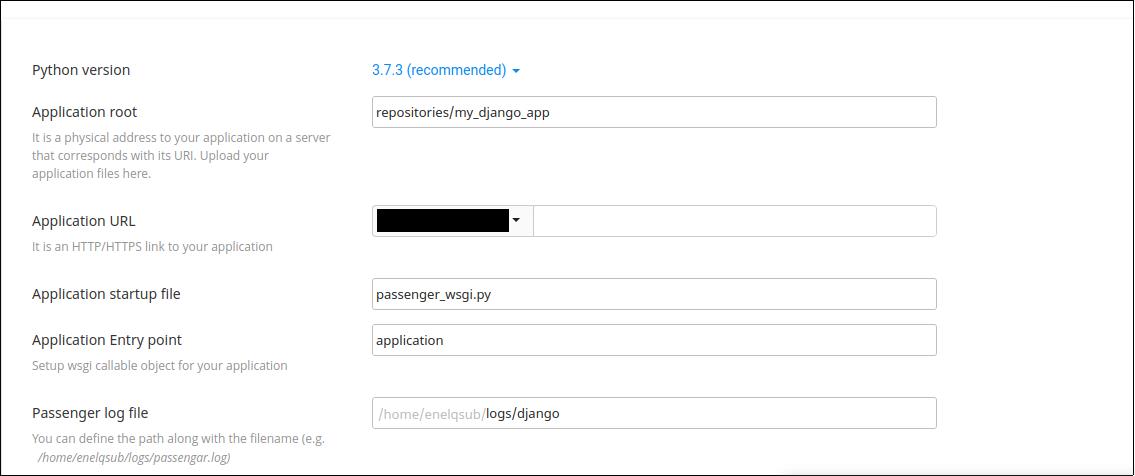 Python version
3.7.3 (recommended)
Application root
repositories/my_django_app
It is a physical address to your application on a server
that corresponds with its URI. Upload your
application files here.
Application URL
It is an HTTP/HTTPS link to your application
Application startup file
passenger_wsgi.py
Application Entry point
application
Setup wsgi callable object for your application
Passenger log file
/home/enelqsub/logs/django
You can define the path along with the filename (e.g.
/home/enelqsub/logs/passengar.log)